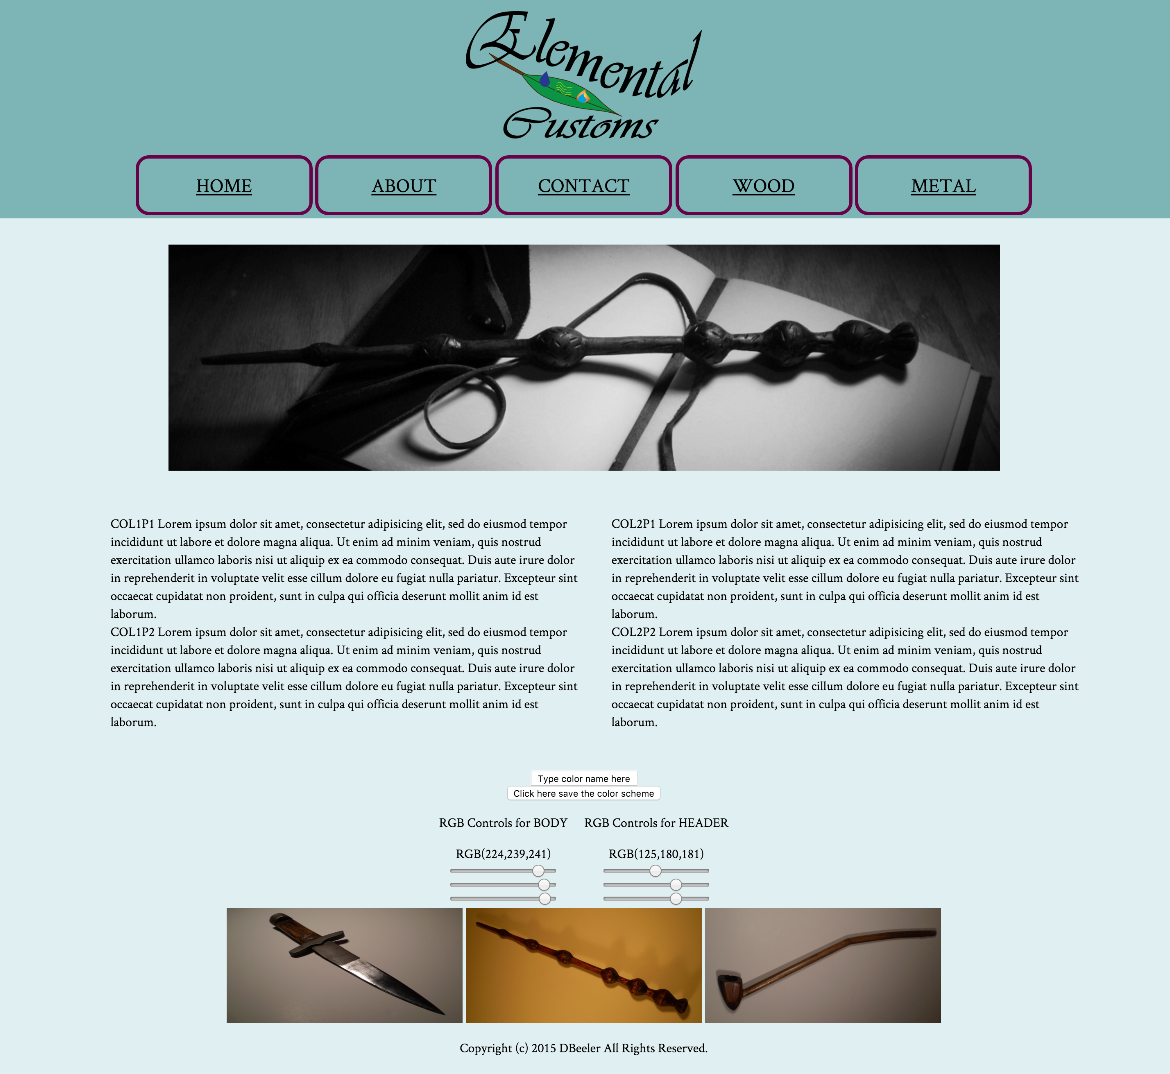 Elemental
Customs
HOME
ABOUT
CONTACT
WOOD
METAL
COL1P1 Lorem ipsum dolor sit amet, consectetur adipisicing elit, sed do eiusmod tempor
incididunt ut labore et dolore magna aliqua. Ut enim ad minim veniam, quis nostrud
exercitation ullamco laboris nisi ut aliquip ex ea commodo consequat. Duis aute irure dolor
in reprehenderit in voluptate velit esse cillum dolore eu fugiat nulla pariatur. Excepteur sint
occaecat cupidatat non proident, sunt in culpa qui officia deserunt mollit anim id est
laborum.
COL1P2 Lorem ipsum dolor sit amet, consectetur adipisicing elit, sed do eiusmod tempor
incididunt ut labore et dolore magna aliqua. Ut enim ad minim veniam, quis nostrud
exercitation ullamco laboris nisi ut aliquip ex ea commodo consequat. Duis aute irure dolor
in reprehenderit in voluptate velit esse cillum dolore eu fugiat nulla pariatur. Excepteur sint
occaecat cupidatat non proident, sunt in culpa qui officia deserunt mollit anim id est
laborum.
COL2P1 Lorem ipsum dolor sit amet, consectetur adipisicing elit, sed do eiusmod tempor
incididunt ut labore et dolore magna aliqua. Ut enim ad minim veniam, quis nostrud
exercitation ullamco laboris nisi ut aliquip ex ea commodo consequat. Duis aute irure dolor
in reprehenderit in voluptate velit esse cillum dolore eu fugiat nulla pariatur. Excepteur sint
occaecat cupidatat non proident, sunt in culpa qui officia deserunt mollit anim id est
laborum.
COL2P2 Lorem ipsum dolor sit amet, consectetur adipisicing elit, sed do eiusmod tempor
incididunt ut labore et dolore magna aliqua. Ut enim ad minim veniam, quis nostrud
exercitation ullamco laboris nisi ut aliquip ex ea commodo consequat. Duis aute irure dolor
in reprehenderit in voluptate velit esse cillum dolore eu fugiat nulla pariatur. Excepteur sint
occaecat cupidatat non proident, sunt in culpa qui officia deserunt mollit anim id est
laborum.
Type color name here
Click here save the color scheme
RGB Controls for BODY
RGB(224,239,241)
RGB Controls for HEADER
RGB(125,180,181)
Copyright (c) 2015 DBeeler All Rights Reserved.